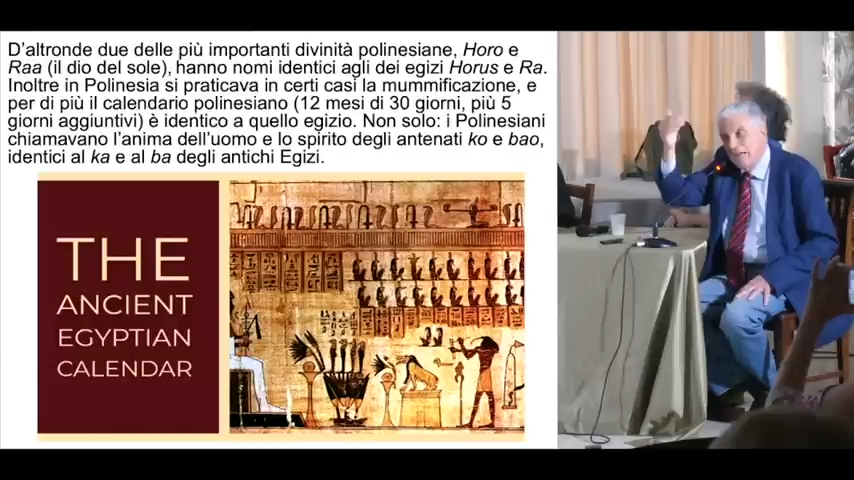 D'altronde due delle più importanti divinità polinesiane, Horo e
Raa (il dio del sole), hanno nomi identici agli dei egizi Horus e Ra.
Inoltre in Polinesia si praticava in certi casi la mummificazione, e
per di più il calendario polinesiano (12 mesi di 30 giorni, più 5
giorni aggiuntivi) è identico a quello egizio. Non solo: i Polinesiani
chiamavano l'anima dell'uomo e lo spirito degli antenati ko e bao,
identici al ka e al ba degli antichi Egizi.
THE
ANCIENT
EGYPTIAN
CALENDAR